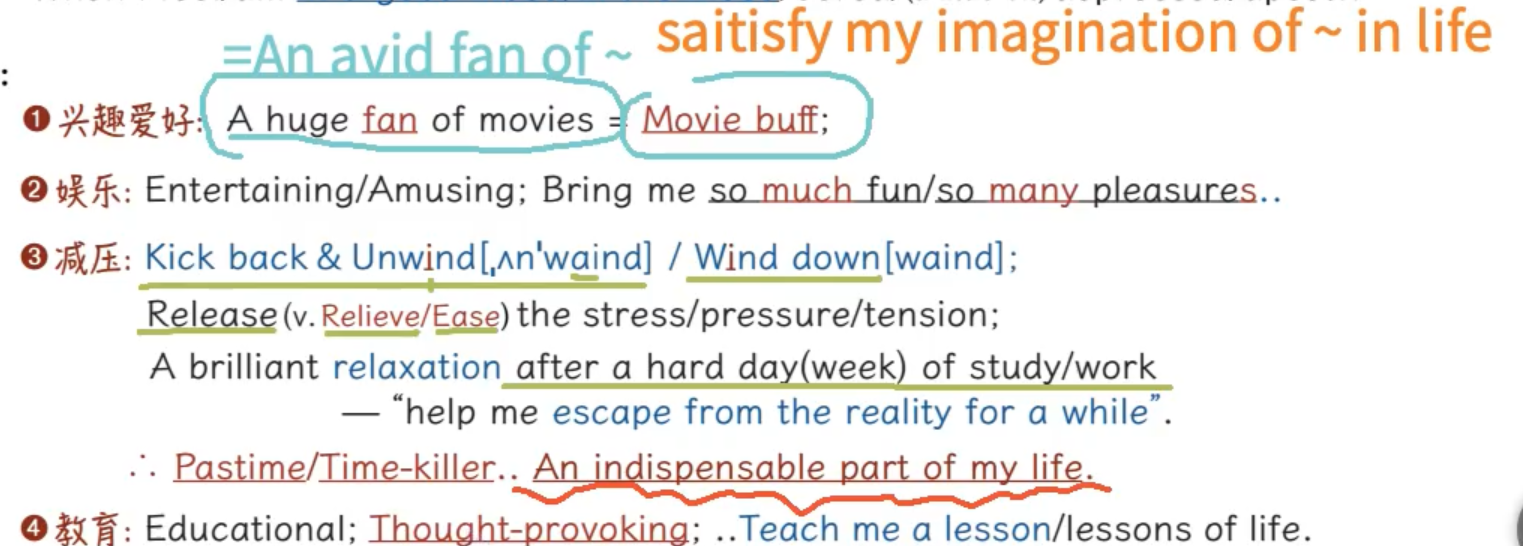 =An avid fan of ~ saitisfy my imagination of ~ in life
:
❶兴趣爱好: A huge fan of movies = Movie buff;
❷娱乐: Entertaining/Amusing; Bring me so much fun/so many pleasures..
❸减压: Kick back & Unwind[ˌʌn'waind] / Wind down[waind];
Release(v. Relieve/Ease) the stress/pressure/tension;
A brilliant relaxation after a hard day(week) of study/work
— “help me escape from the reality for a while”.
∴ Pastime/Time-killer.. An indispensable part of my life.
❹教育: Educational; Thought-provoking; ..Teach me a lesson/lessons of life.